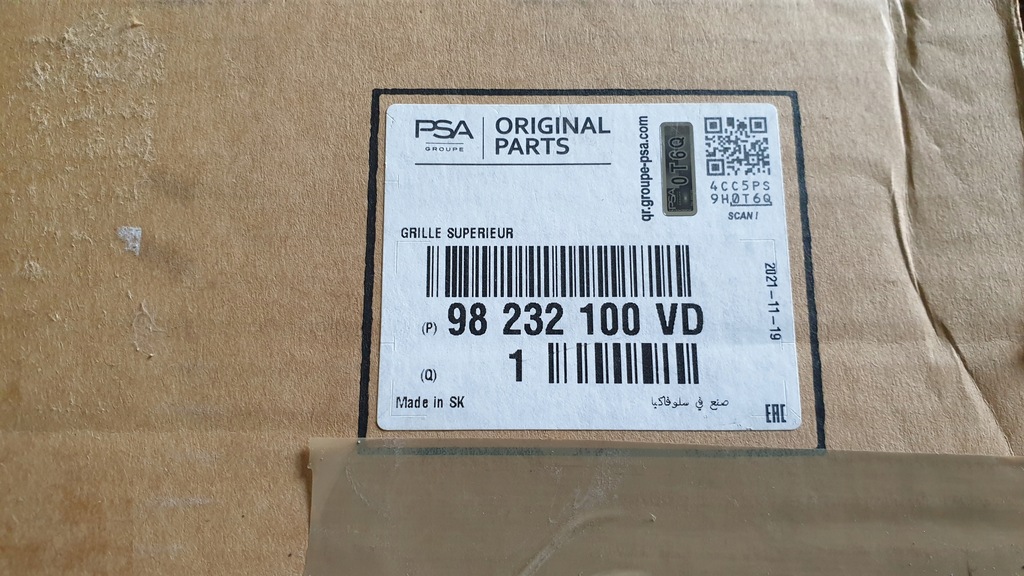 PSA
GROUPE
ORIGINAL
PARTS
qr.groupe-psa.com
PSA 0T6Q
4CC5PS
9H0T6Q
SCAN !
GRILLE SUPERIEUR
(P) 98 232 100 VD
2021-11-19
(Q) 1
Made in SK
صنع في سلوفاكيا
EAC